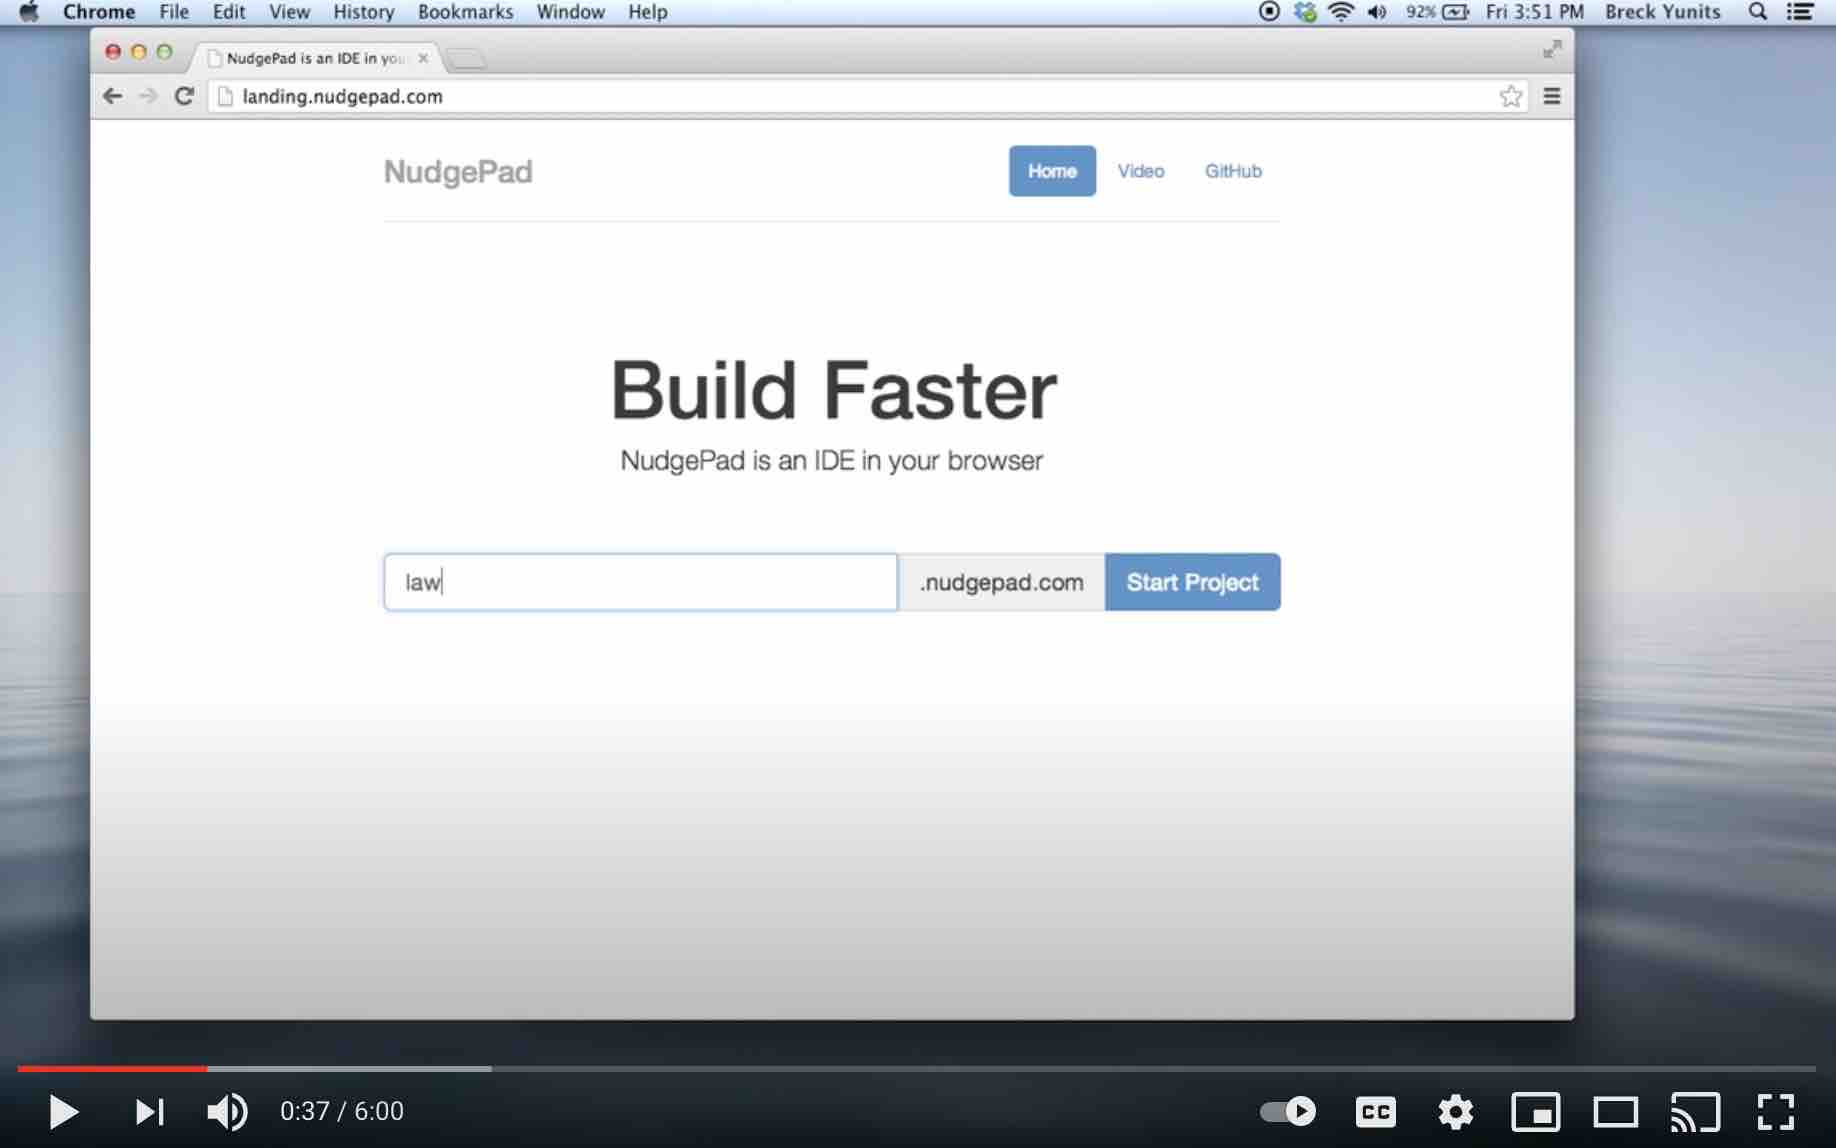 Chrome File Edit View History Bookmarks Window Help 92% Fri 3:51 PM Breck Yunits
NudgePad is an IDE in you
landing.nudgepad.com
NudgePad Home Video GitHub
Build Faster
NudgePad is an IDE in your browser
law .nudgepad.com Start Project
0:37 / 6:00 CC